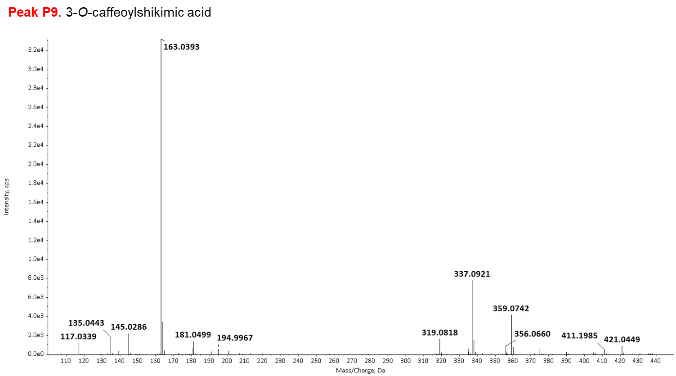 Peak P9. 3-O-caffeoylshikimic acid
163.0393
3.2e4
3.0e4
2.8e4
2.6e4
2.4e4
2.2e4
2.0e4
1.8e4
1.6e4
1.4e4
1.2e4
1.0e4
8.0e3
6.0e3
4.0e3
2.0e3
0.0e0
Intensity, cps
337.0921
359.0742
135.0443
145.0286
117.0339
181.0499
194.9967
319.0818
356.0660
411.1985
421.0449
110 120 130 140 150 160 170 180 190 200 210 220 230 240 250 260 270 280 290 300 310 320 330 340 350 360 370 380 390 400 410 420 430 440
Mass/Charge, Da